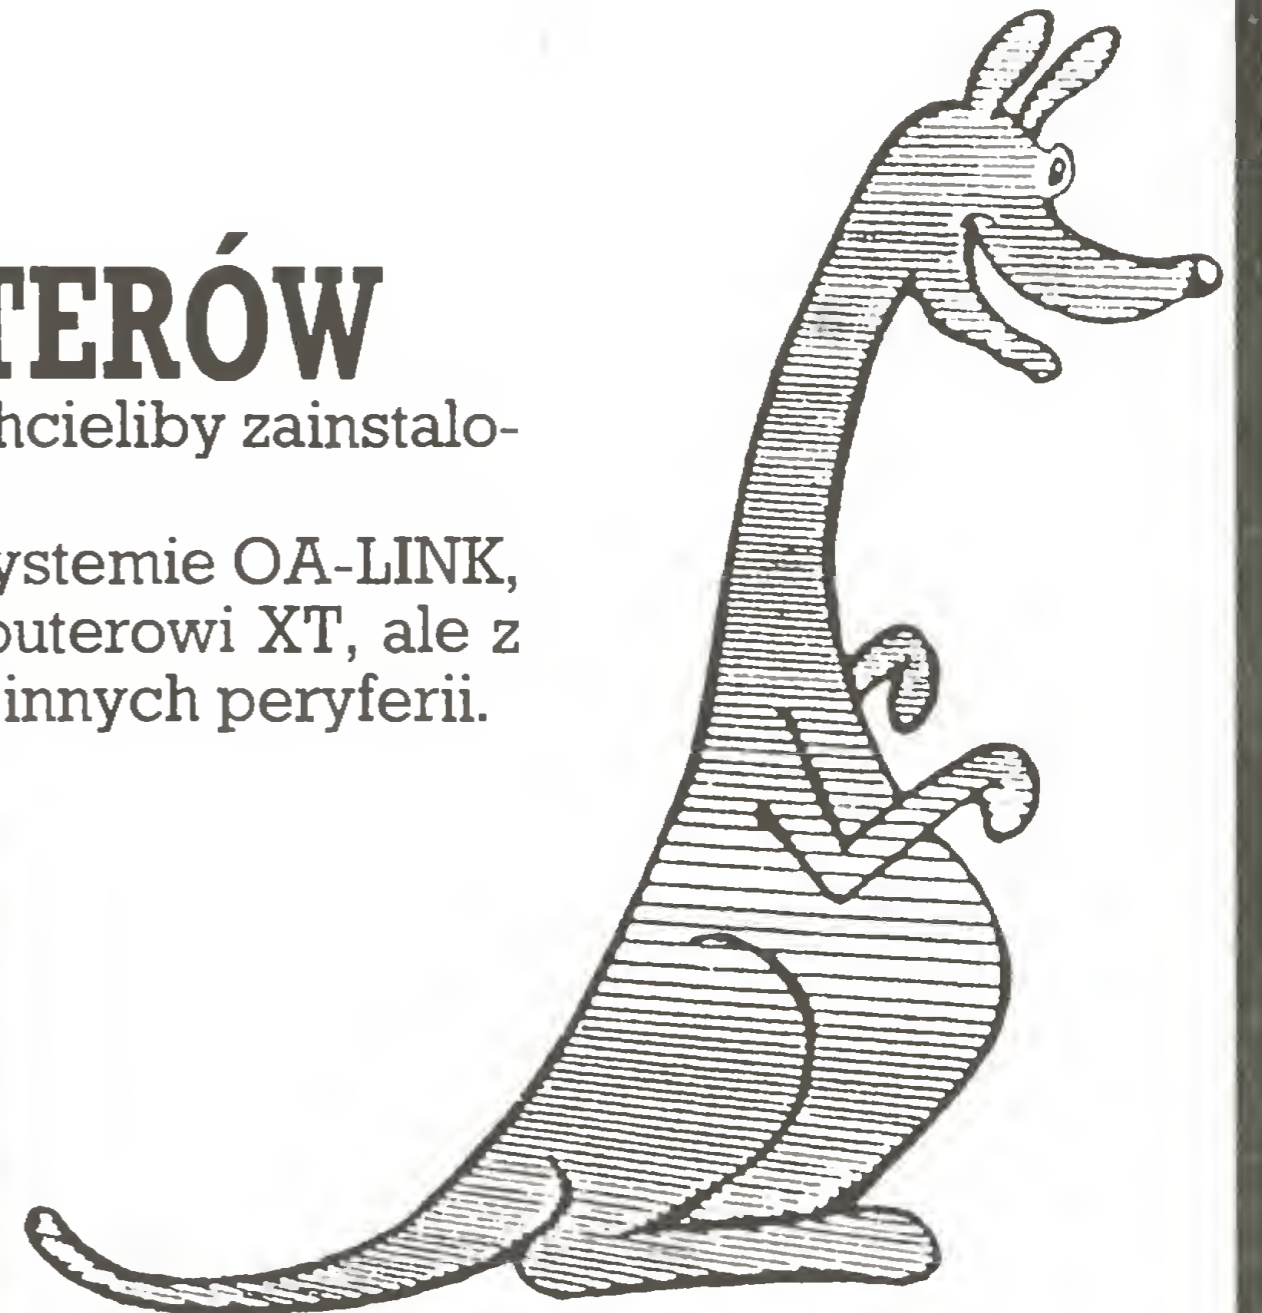 TERÓW
hcieliby zainstalo-
ystemie OA-LINK,
puterowi XT, ale z
innych peryferii.